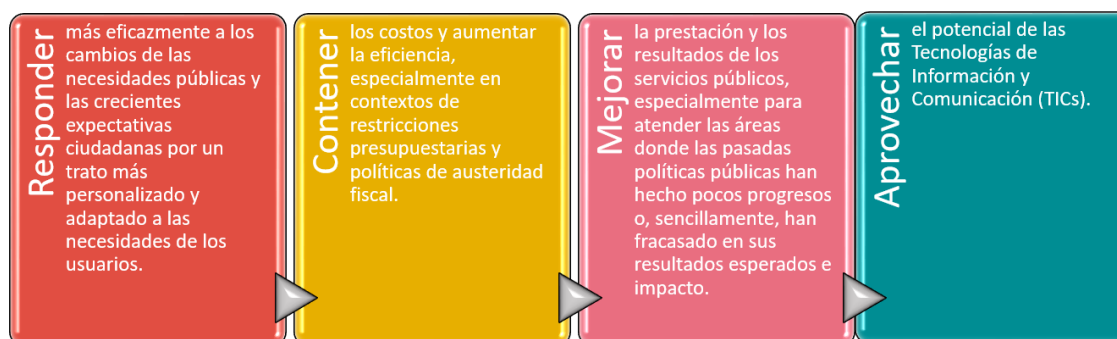 Responder
más eficazmente a los
cambios de las
necesidades públicas y
las crecientes
expectativas
ciudadanas por un
trato más
personalizado y
adaptado a las
necesidades de los
usuarios.
Contener
los costos y aumentar
la eficiencia,
especialmente en
contextos de
restricciones
presupuestarias y
políticas de austeridad
fiscal.
Mejorar
la prestación y los
resultados de los
servicios públicos,
especialmente para
atender las áreas
donde las pasadas
políticas públicas han
hecho pocos progresos
o, sencillamente, han
fracasado en sus
resultados esperados e
impacto.
Aprovechar
el potencial de las
Tecnologías de
Información y
Comunicación (TICs).